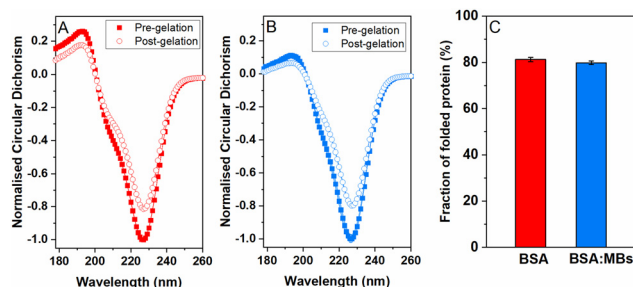 A
Pre-gelation
Post-gelation
0.2
0.0
-0.2
-0.4
-0.6
-0.8
-1.0
Normalised Circular Dichorism
180
200
220
240
260
Wavelength (nm)
B
Pre-gelation
Post-gelation
0.2
0.0
-0.2
-0.4
-0.6
-0.8
-1.0
Normalised Circular Dichorism
180
200
220
240
260
Wavelength (nm)
C
100
80
60
40
20
0
Fraction of folded protein (%)
BSA
BSA:MBs